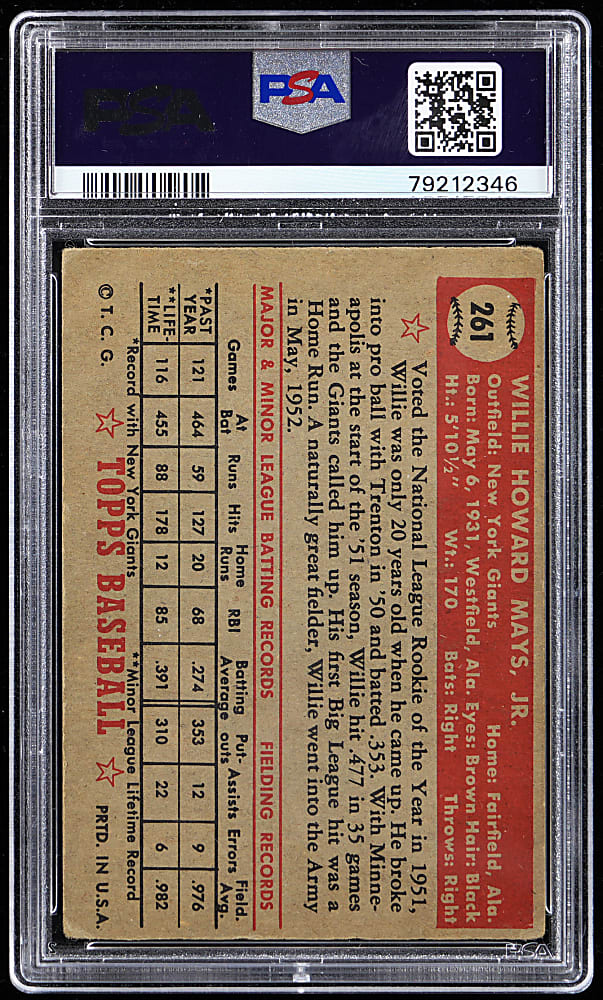 PSA
PSA
79212346
261
WILLIE HOWARD MAYS, JR.
Outfield: New York Giants Home: Fairfield, Ala.
Born: May 6, 1931, Westfield, Ala. Eyes: Brown Hair: Black
Ht.: 5'10½" Wt.: 170 Bats: Right Throws: Right
Voted the National League Rookie of the Year in 1951,
Willie was only 20 years old when he came up. He broke
into pro ball with Trenton in '50 and batted .353. With Minne-
apolis at the start of the '51 season, Willie hit .477 in 35 games
and the Giants called him up. His first Big League hit was a
Home Run. A naturally great fielder, Willie went into the Army
in May, 1952.
MAJOR & MINOR LEAGUE BATTING RECORDS FIELDING RECORDS
Games At Bat Runs Hits Home Runs RBI Batting Average Put-outs Assists Errors Field. Avg.
*PAST YEAR 121 464 59 127 20 68 .274 353 12 9 .976
**LIFE-TIME 116 455 88 178 12 85 .391 310 22 6 .982
*Record with New York Giants **Minor League Lifetime Record
© T. C. G. TOPPS BASEBALL PRTD. IN U.S.A.
PSA